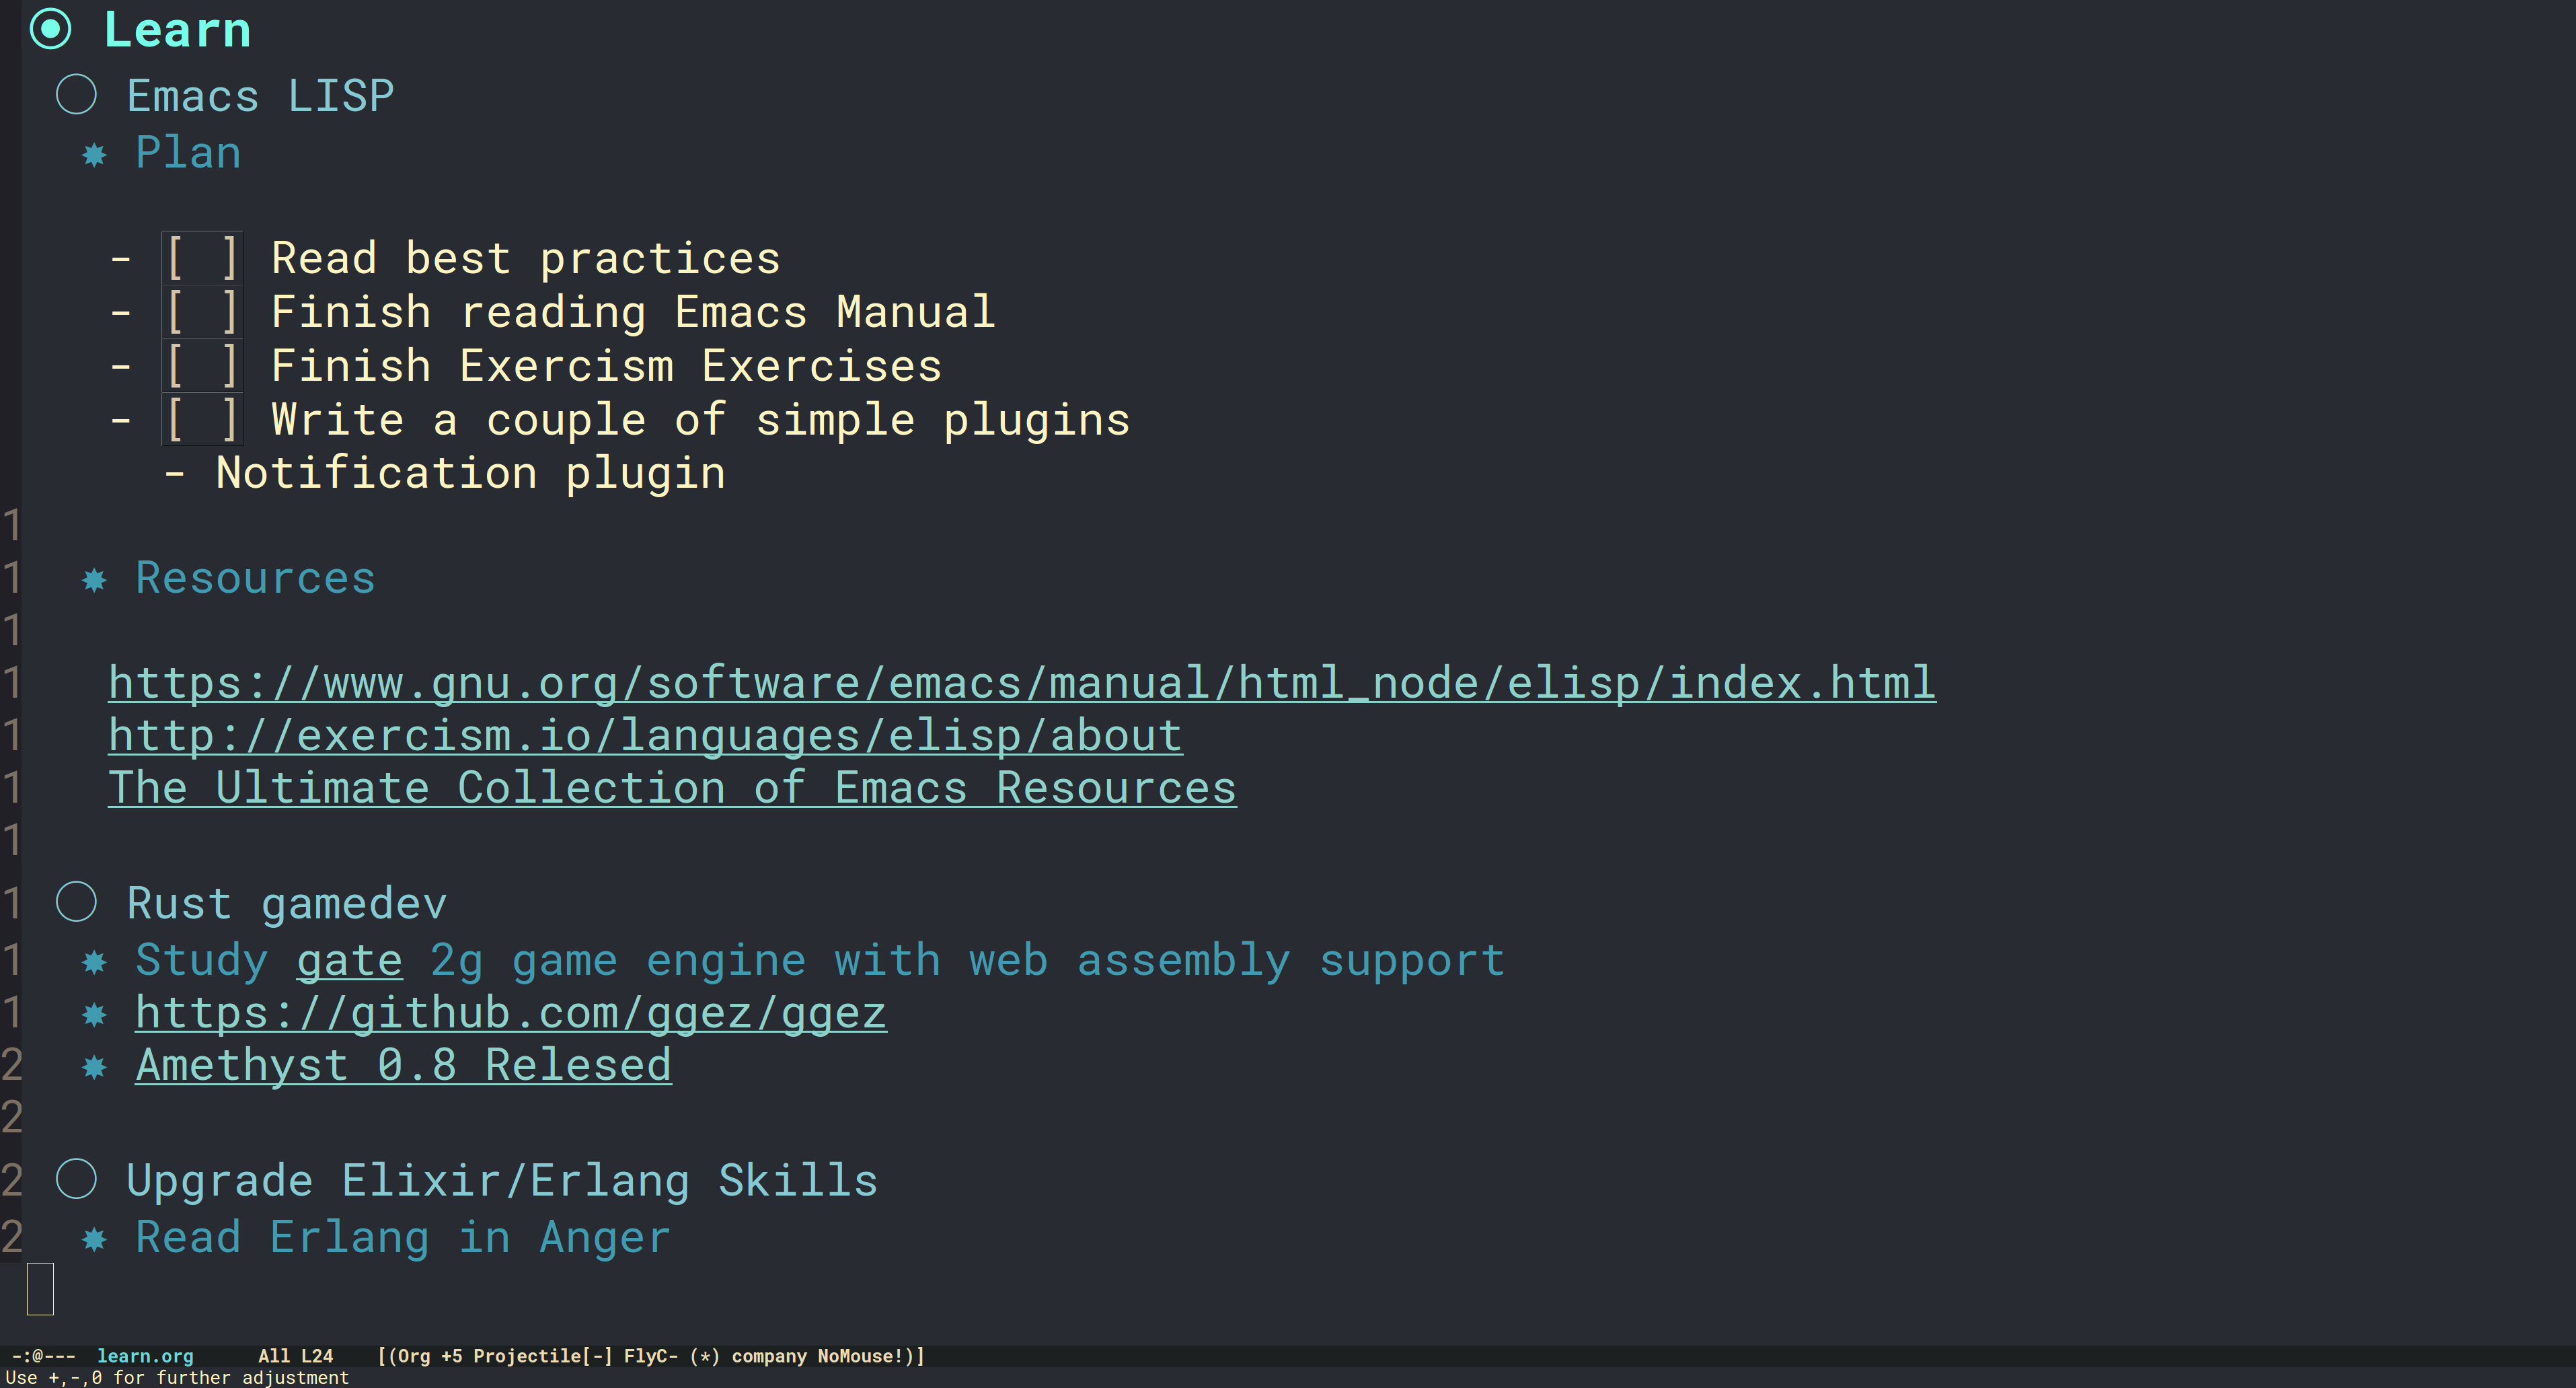 Learn
Emacs LISP
Plan
- [ ] Read best practices
- [ ] Finish reading Emacs Manual
- [ ] Finish Exercism Exercises
- [ ] Write a couple of simple plugins
- Notification plugin
1
1 Resources
1
1 https://www.gnu.org/software/emacs/manual/html_node/elisp/index.html
1 http://exercism.io/languages/elisp/about
1 The Ultimate Collection of Emacs Resources
1
1 Rust gamedev
1 Study gate 2g game engine with web assembly support
1 https://github.com/ggez/ggez
2 Amethyst 0.8 Relesed
2
2 Upgrade Elixir/Erlang Skills
2 Read Erlang in Anger
-:@--- learn.org All L24 [(Org +5 Projectile[-] FlyC- (*) company NoMouse!)]
Use +,-,0 for further adjustment